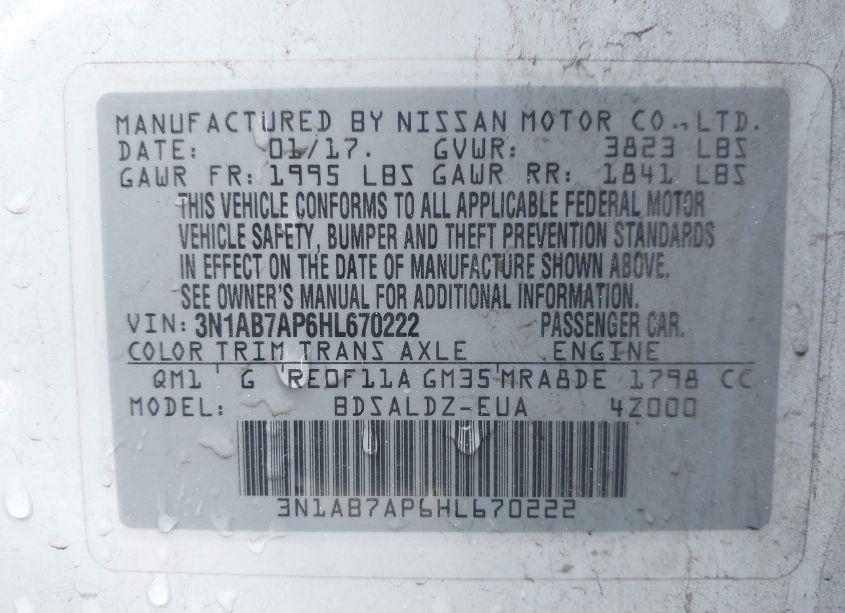 MANUFACTURED BY NISSAN MOTOR CO., LTD.
DATE: 01/17. GVWR: 3823 LBS
GAWR FR: 1995 LBS GAWR RR: 1841 LBS
THIS VEHICLE CONFORMS TO ALL APPLICABLE FEDERAL MOTOR
VEHICLE SAFETY, BUMPER AND THEFT PREVENTION STANDARDS
IN EFFECT ON THE DATE OF MANUFACTURE SHOWN ABOVE.
SEE OWNER'S MANUAL FOR ADDITIONAL INFORMATION.
VIN: 3N1AB7AP6HL670222 PASSENGER CAR.
COLOR TRIM TRANS AXLE ENGINE
QM1 G RE0F11A GM35 MRA8DE 1798 CC
MODEL: BDSALDZ-EUA 4Z000
3N1AB7AP6HL670222